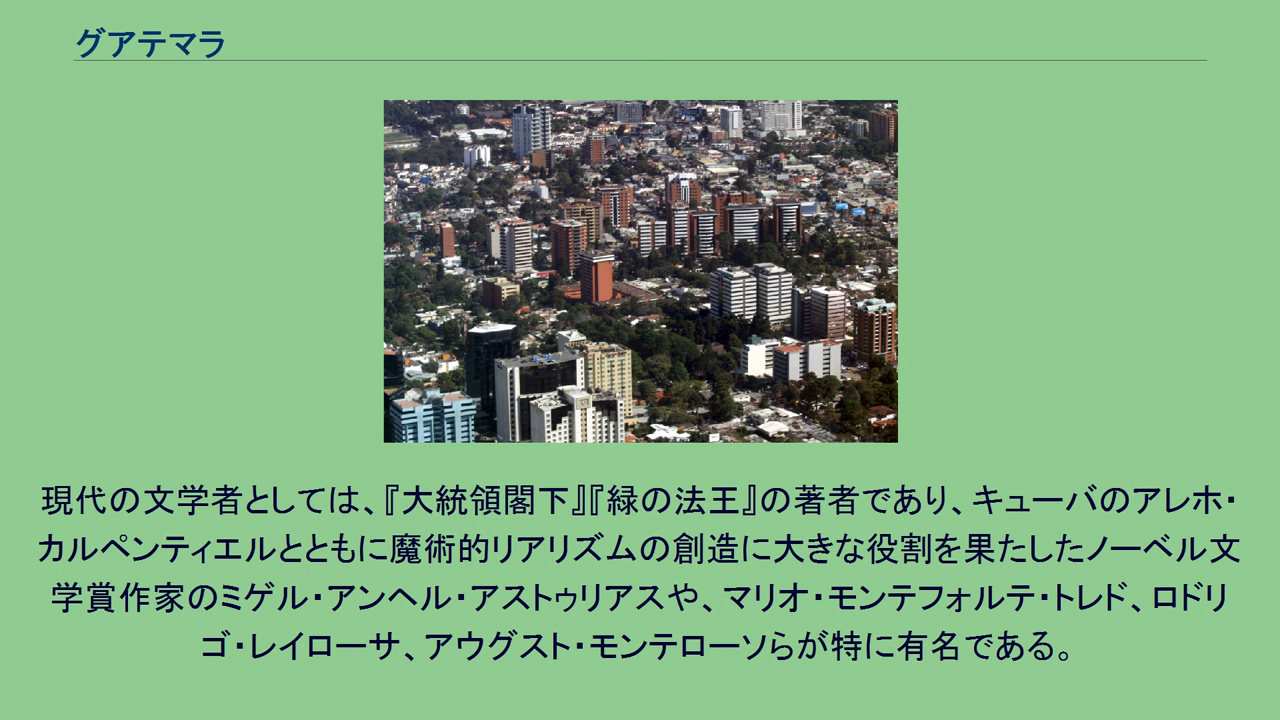 グアテマラ
現代の文学者としては、『大統領閣下』『緑の法王』の著者であり、キューバのアレホ・
カルペンティエルとともに魔術的リアリズムの創造に大きな役割を果たしたノーベル文
学賞作家のミゲル・アンヘル・アストゥリアスや、マリオ・モンテフォルテ・トレド、ロドリ
ゴ・レイローサ、アウグスト・モンテローソらが特に有名である。